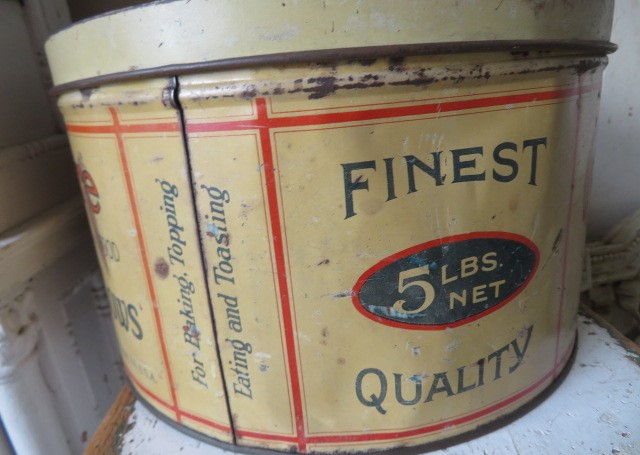 For Baking, Topping
Eating and Toasting
FINEST
5 LBS.
NET
QUALITY